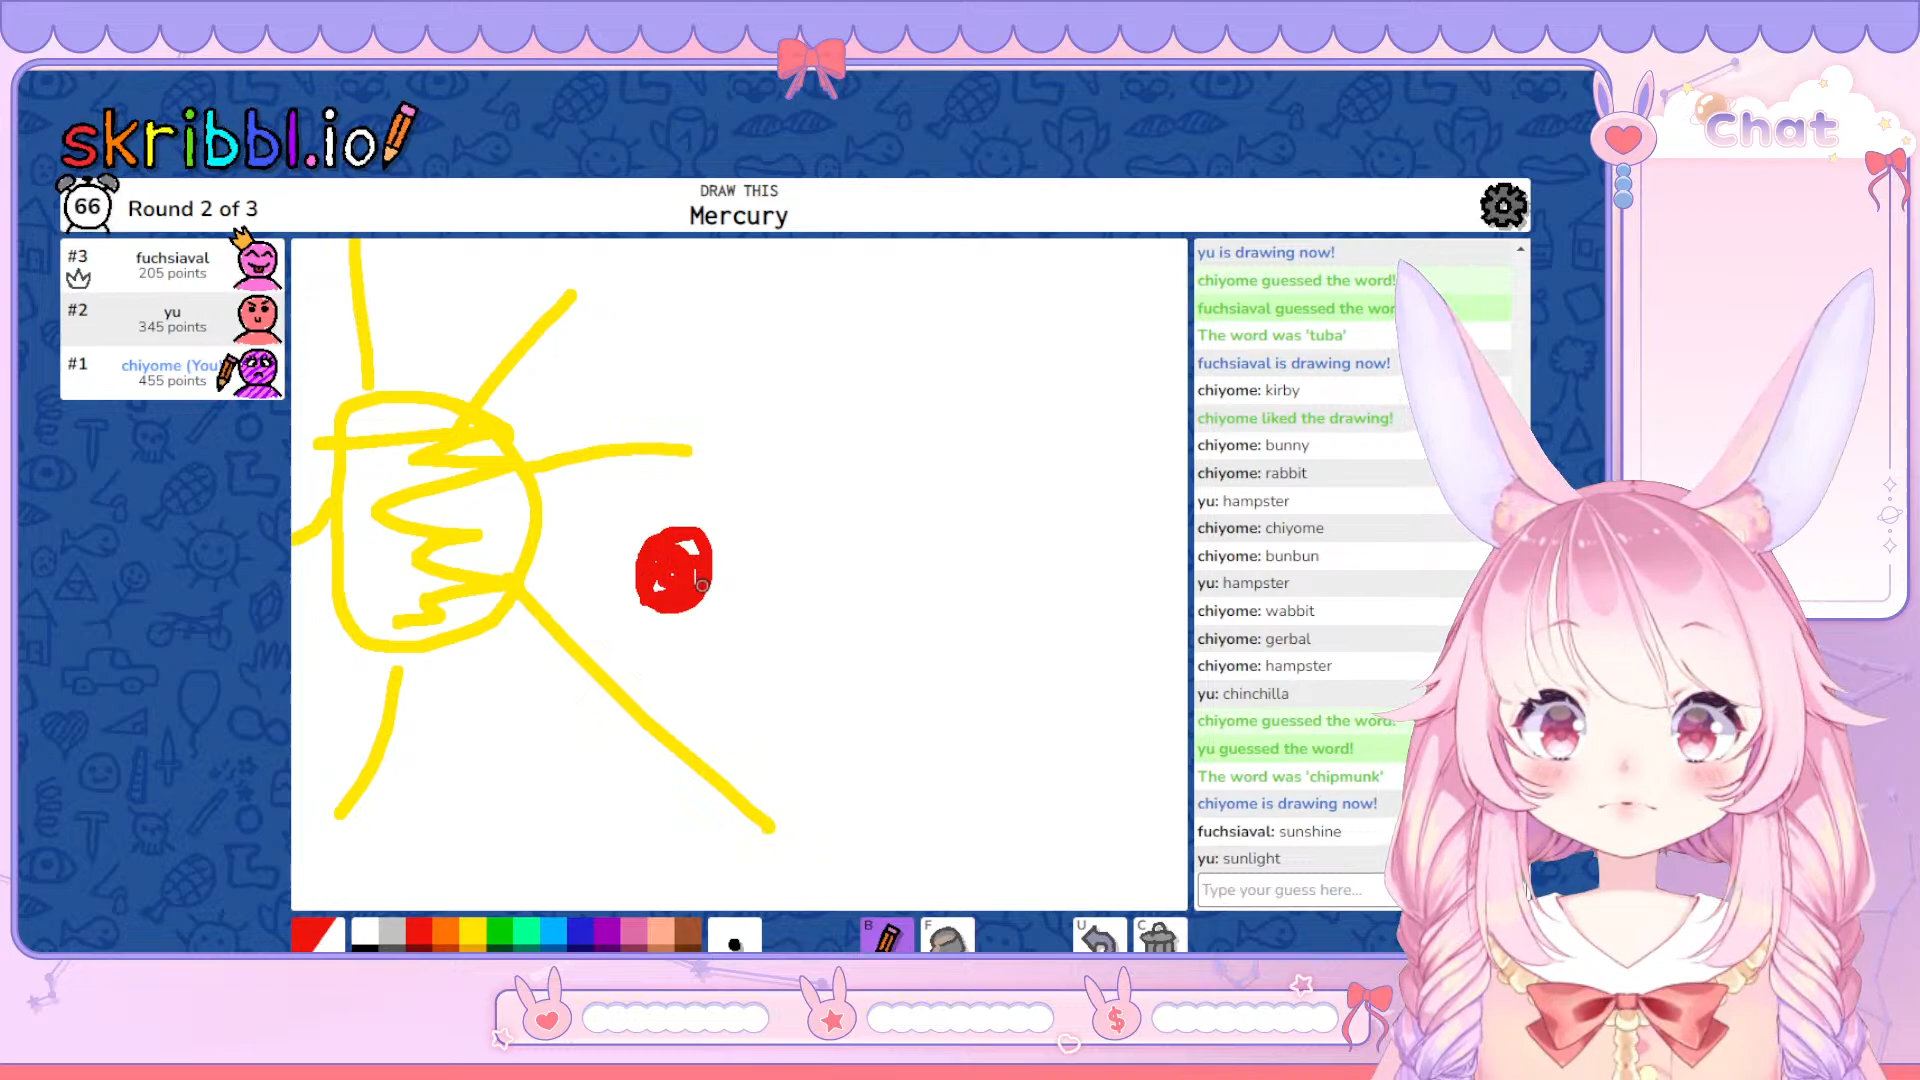 Chat
skribbl.io
66
Round 2 of 3
DRAW THIS
Mercury
#3
fuchsiaval
205 points
#2
yu
345 points
#1
chiyome (You)
455 points
yu is drawing now!
chiyome guessed the word!
fuchsiaval guessed the wor
The word was 'tuba'
fuchsiaval is drawing now!
chiyome: kirby
chiyome liked the drawing!
chiyome: bunny
chiyome: rabbit
yu: hampster
chiyome: chiyome
chiyome: bunbun
yu: hampster
chiyome: wabbit
chiyome: gerbal
chiyome: hampster
yu: chinchilla
chiyome guessed the word!
yu guessed the word!
The word was 'chipmunk'
chiyome is drawing now!
fuchsiaval: sunshine
yu: sunlight
Type your guess here...
B
F
U
C
$